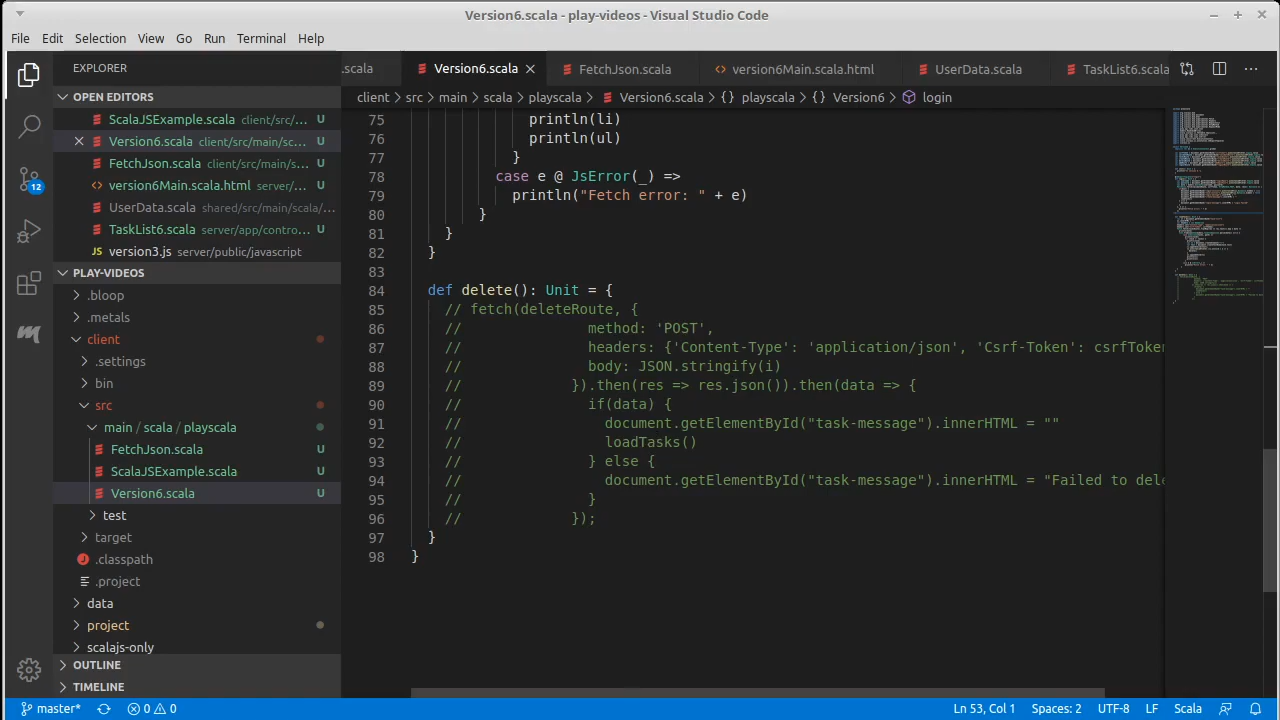 Version6.scala - play-videos - Visual Studio Code
File Edit Selection View Go Run Terminal Help
EXPLORER
.scala Version6.scala FetchJson.scala version6Main.scala.html UserData.scala TaskList6.scala
OPEN EDITORS
client > src > main > scala > playscala > Version6.scala > {} playscala > {} Version6 > login
ScalaJSExample.scala client/src/... U
Version6.scala client/src/main/sc... U
FetchJson.scala client/src/main/s... U
version6Main.scala.html server/... U
UserData.scala shared/src/main/scala/...
TaskList6.scala server/app/contro... U
JS version3.js server/public/javascript
PLAY-VIDEOS
.bloop
.metals
client
.settings
bin
src
main / scala / playscala
FetchJson.scala U
ScalaJSExample.scala U
Version6.scala U
test
target
.classpath
.project
data
project
scalajs-only
OUTLINE
TIMELINE
12
75 println(li)
76 println(ul)
77 }
78 case e @ JsError(_) =>
79 println("Fetch error: " + e)
80 }
81 }
82 }
83
84 def delete(): Unit = {
85 // fetch(deleteRoute, {
86 // method: 'POST',
87 // headers: {'Content-Type': 'application/json', 'Csrf-Token': csrfToken
88 // body: JSON.stringify(i)
89 // }).then(res => res.json()).then(data => {
90 // if(data) {
91 // document.getElementById("task-message").innerHTML = ""
92 // loadTasks()
93 // } else {
94 // document.getElementById("task-message").innerHTML = "Failed to dele
95 // }
96 // });
97 }
98 }
master* 0 0 Ln 53, Col 1 Spaces: 2 UTF-8 LF Scala